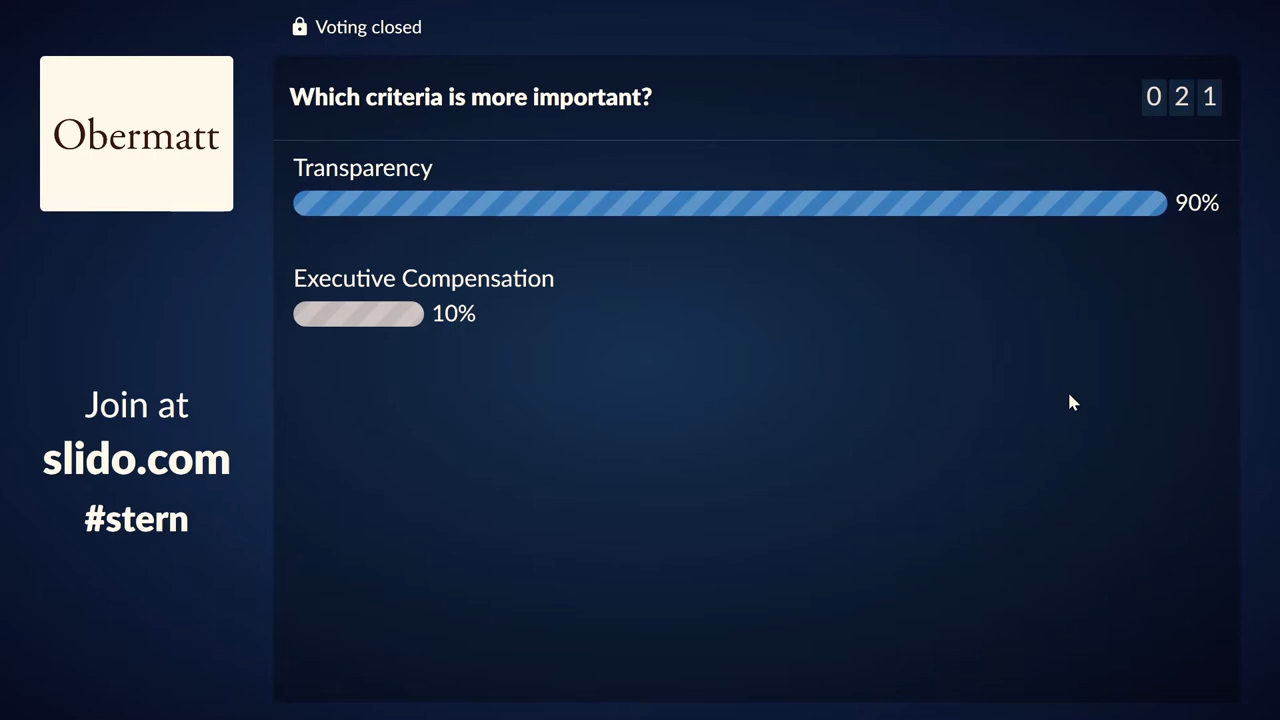 Voting closed
Obermatt
Which criteria is more important?
0 2 1
Transparency
90%
Executive Compensation
10%
Join at
slido.com
#stern